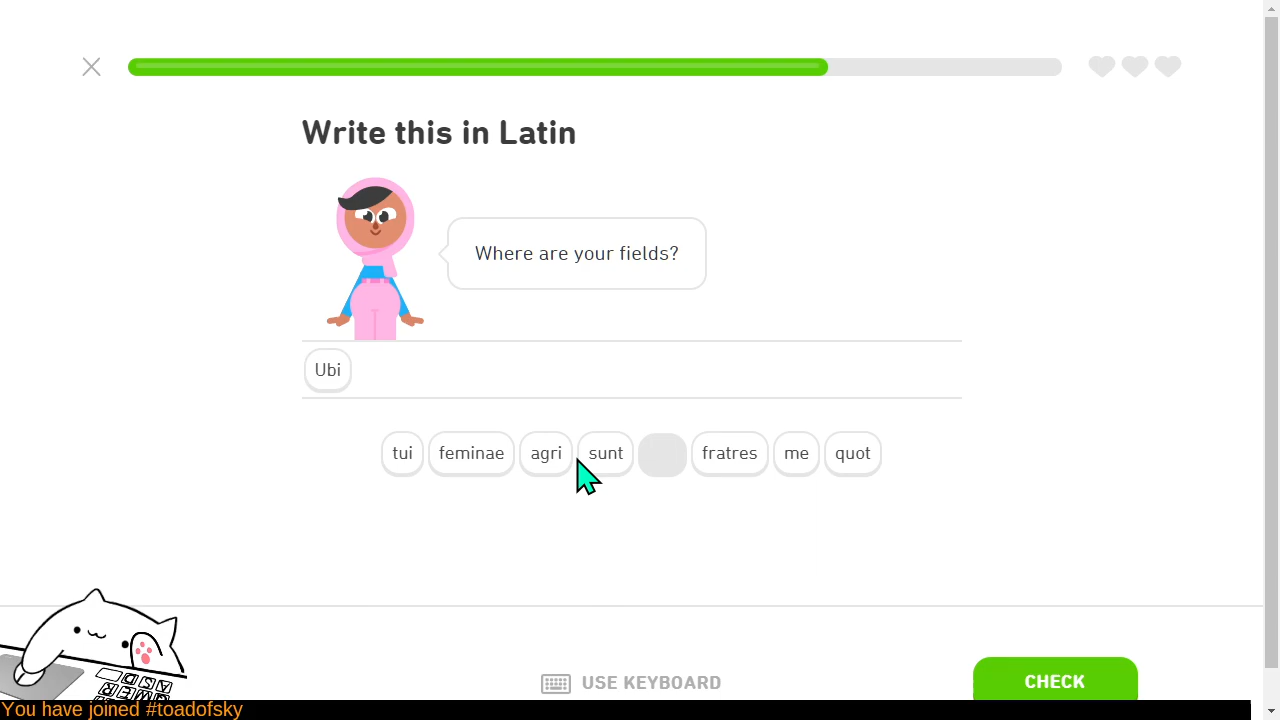 Write this in Latin
Where are your fields?
Ubi
tui feminae agri sunt fratres me quot
USE KEYBOARD
CHECK
You have joined #toadofsky